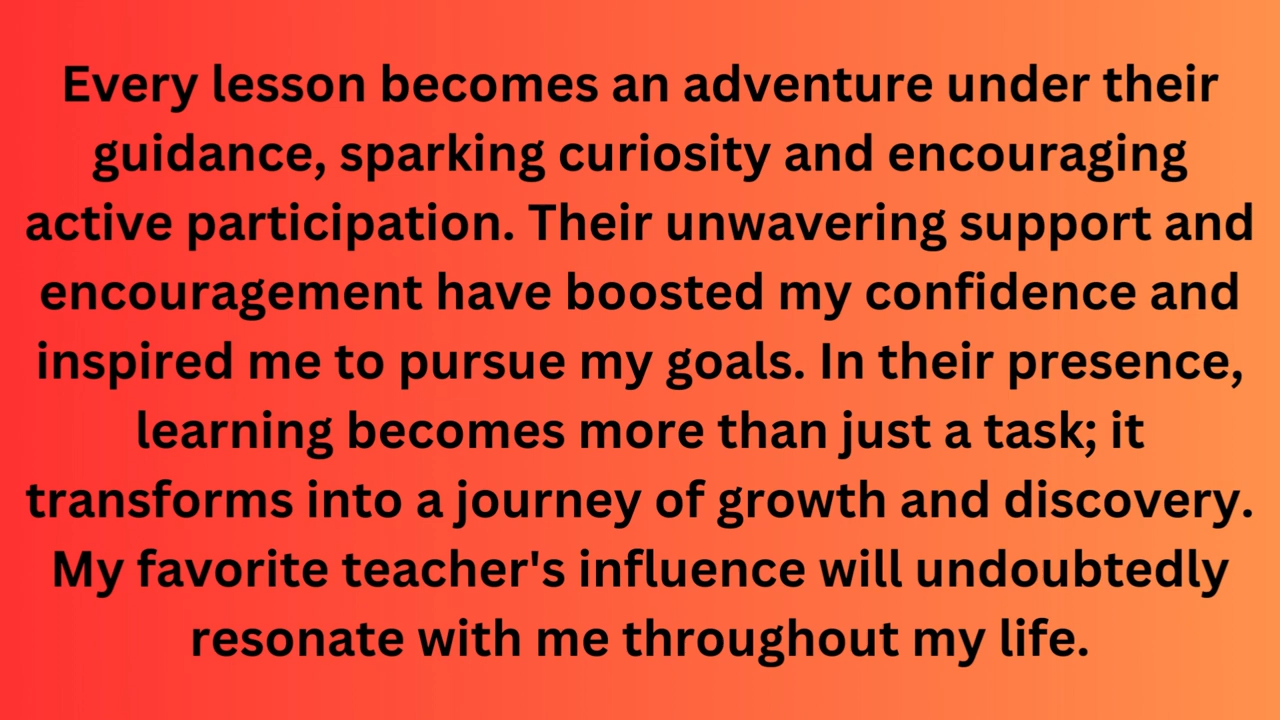 Every lesson becomes an adventure under their
guidance, sparking curiosity and encouraging
active participation. Their unwavering support and
encouragement have boosted my confidence and
inspired me to pursue my goals. In their presence,
learning becomes more than just a task; it
transforms into a journey of growth and discovery.
My favorite teacher's influence will undoubtedly
resonate with me throughout my life.